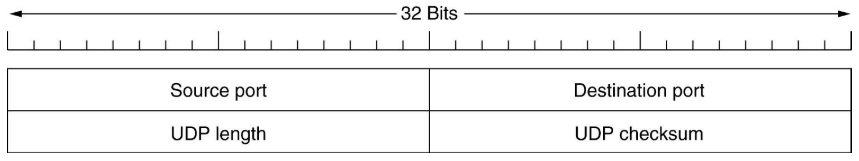 32 Bits
Source port Destination port
UDP length UDP checksum